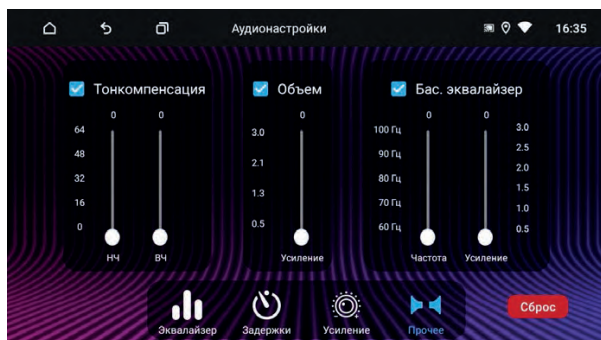 Аудионастройки
16:35
Тонкомпенсация
0 0
64
48
32
16
0
НЧ ВЧ
Объем
0
3.0
2.1
1.3
0.5
Усиление
Бас. эквалайзер
0 0
100 Гц
90 Гц
80 Гц
70 Гц
60 Гц
3.0
2.5
2.0
1.5
1.0
0.5
Частота Усиление
Эквалайзер Задержки Усиление Прочее
Сброс